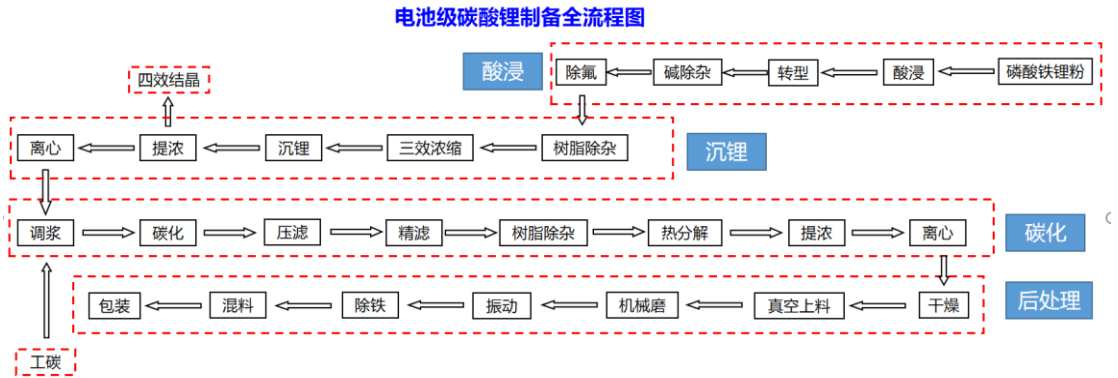 电池级碳酸锂制备全流程图
酸浸
除氟 碱除杂 转型 酸浸 磷酸铁锂粉
四效结晶
离心 提浓 沉锂 三效浓缩 树脂除杂
沉锂
调浆 碳化 压滤 精滤 树脂除杂 热分解 提浓 离心
碳化
包装 混料 除铁 振动 机械磨 真空上料 干燥
后处理
工碳